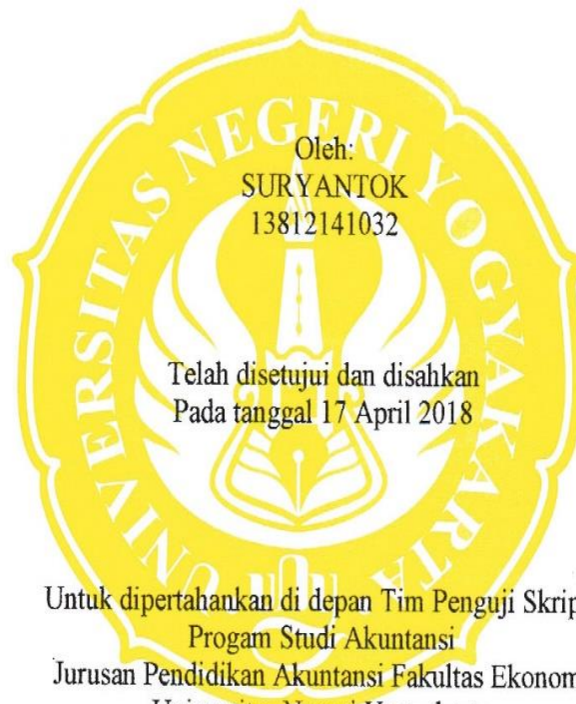 UNIVERSITAS NEGERI YOGYAKARTA
Oleh:
SURYANTOK
13812141032
Telah disetujui dan disahkan
Pada tanggal 17 April 2018
Untuk dipertahankan di depan Tim Penguji Skrip
Progam Studi Akuntansi
Jurusan Pendidikan Akuntansi Fakultas Ekonom